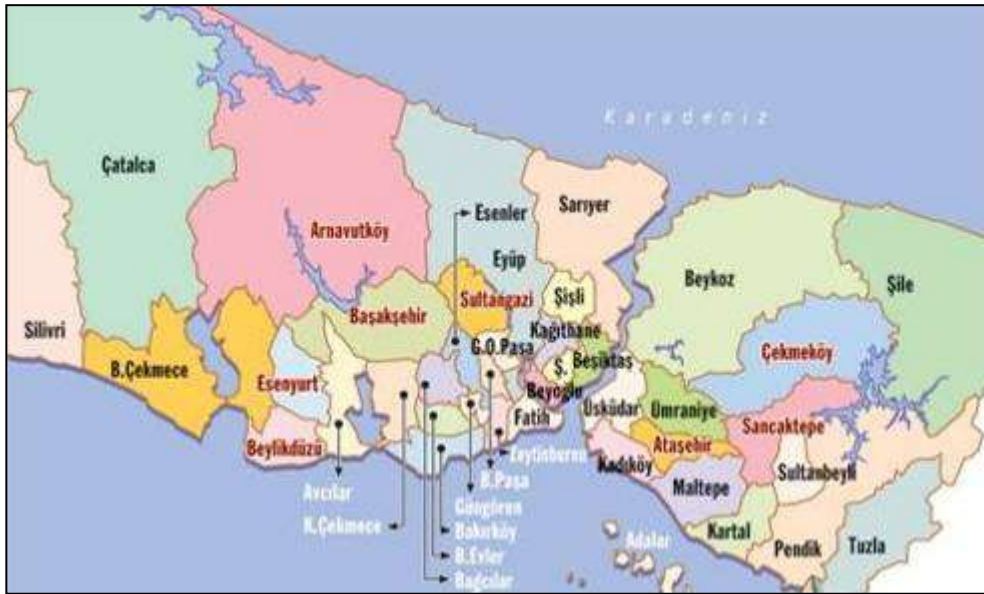 Karadeniz
Çatalca
Sarıyer
Esenler
Arnavutköy
Eyüp
Beykoz
Şile
Şişli
Sultangazi
Başakşehir
Silivri
Kağıthane
G.O.Paşa
Beşiktaş
Ş.
Çekmeköy
B.Çekmece
Esenyurt
Beyoğlu
Üsküdar
Ümraniye
Fatih
Sancaktepe
Ataşehir
Beylikdüzü
Zeytinburnu
Kadıköy
Sultanbeyli
B.Paşa
Maltepe
Avcılar
Güngören
K.Çekmece
Bakırköy
Kartal
Adalar
Pendik
Tuzla
B.Evler
Bağcılar